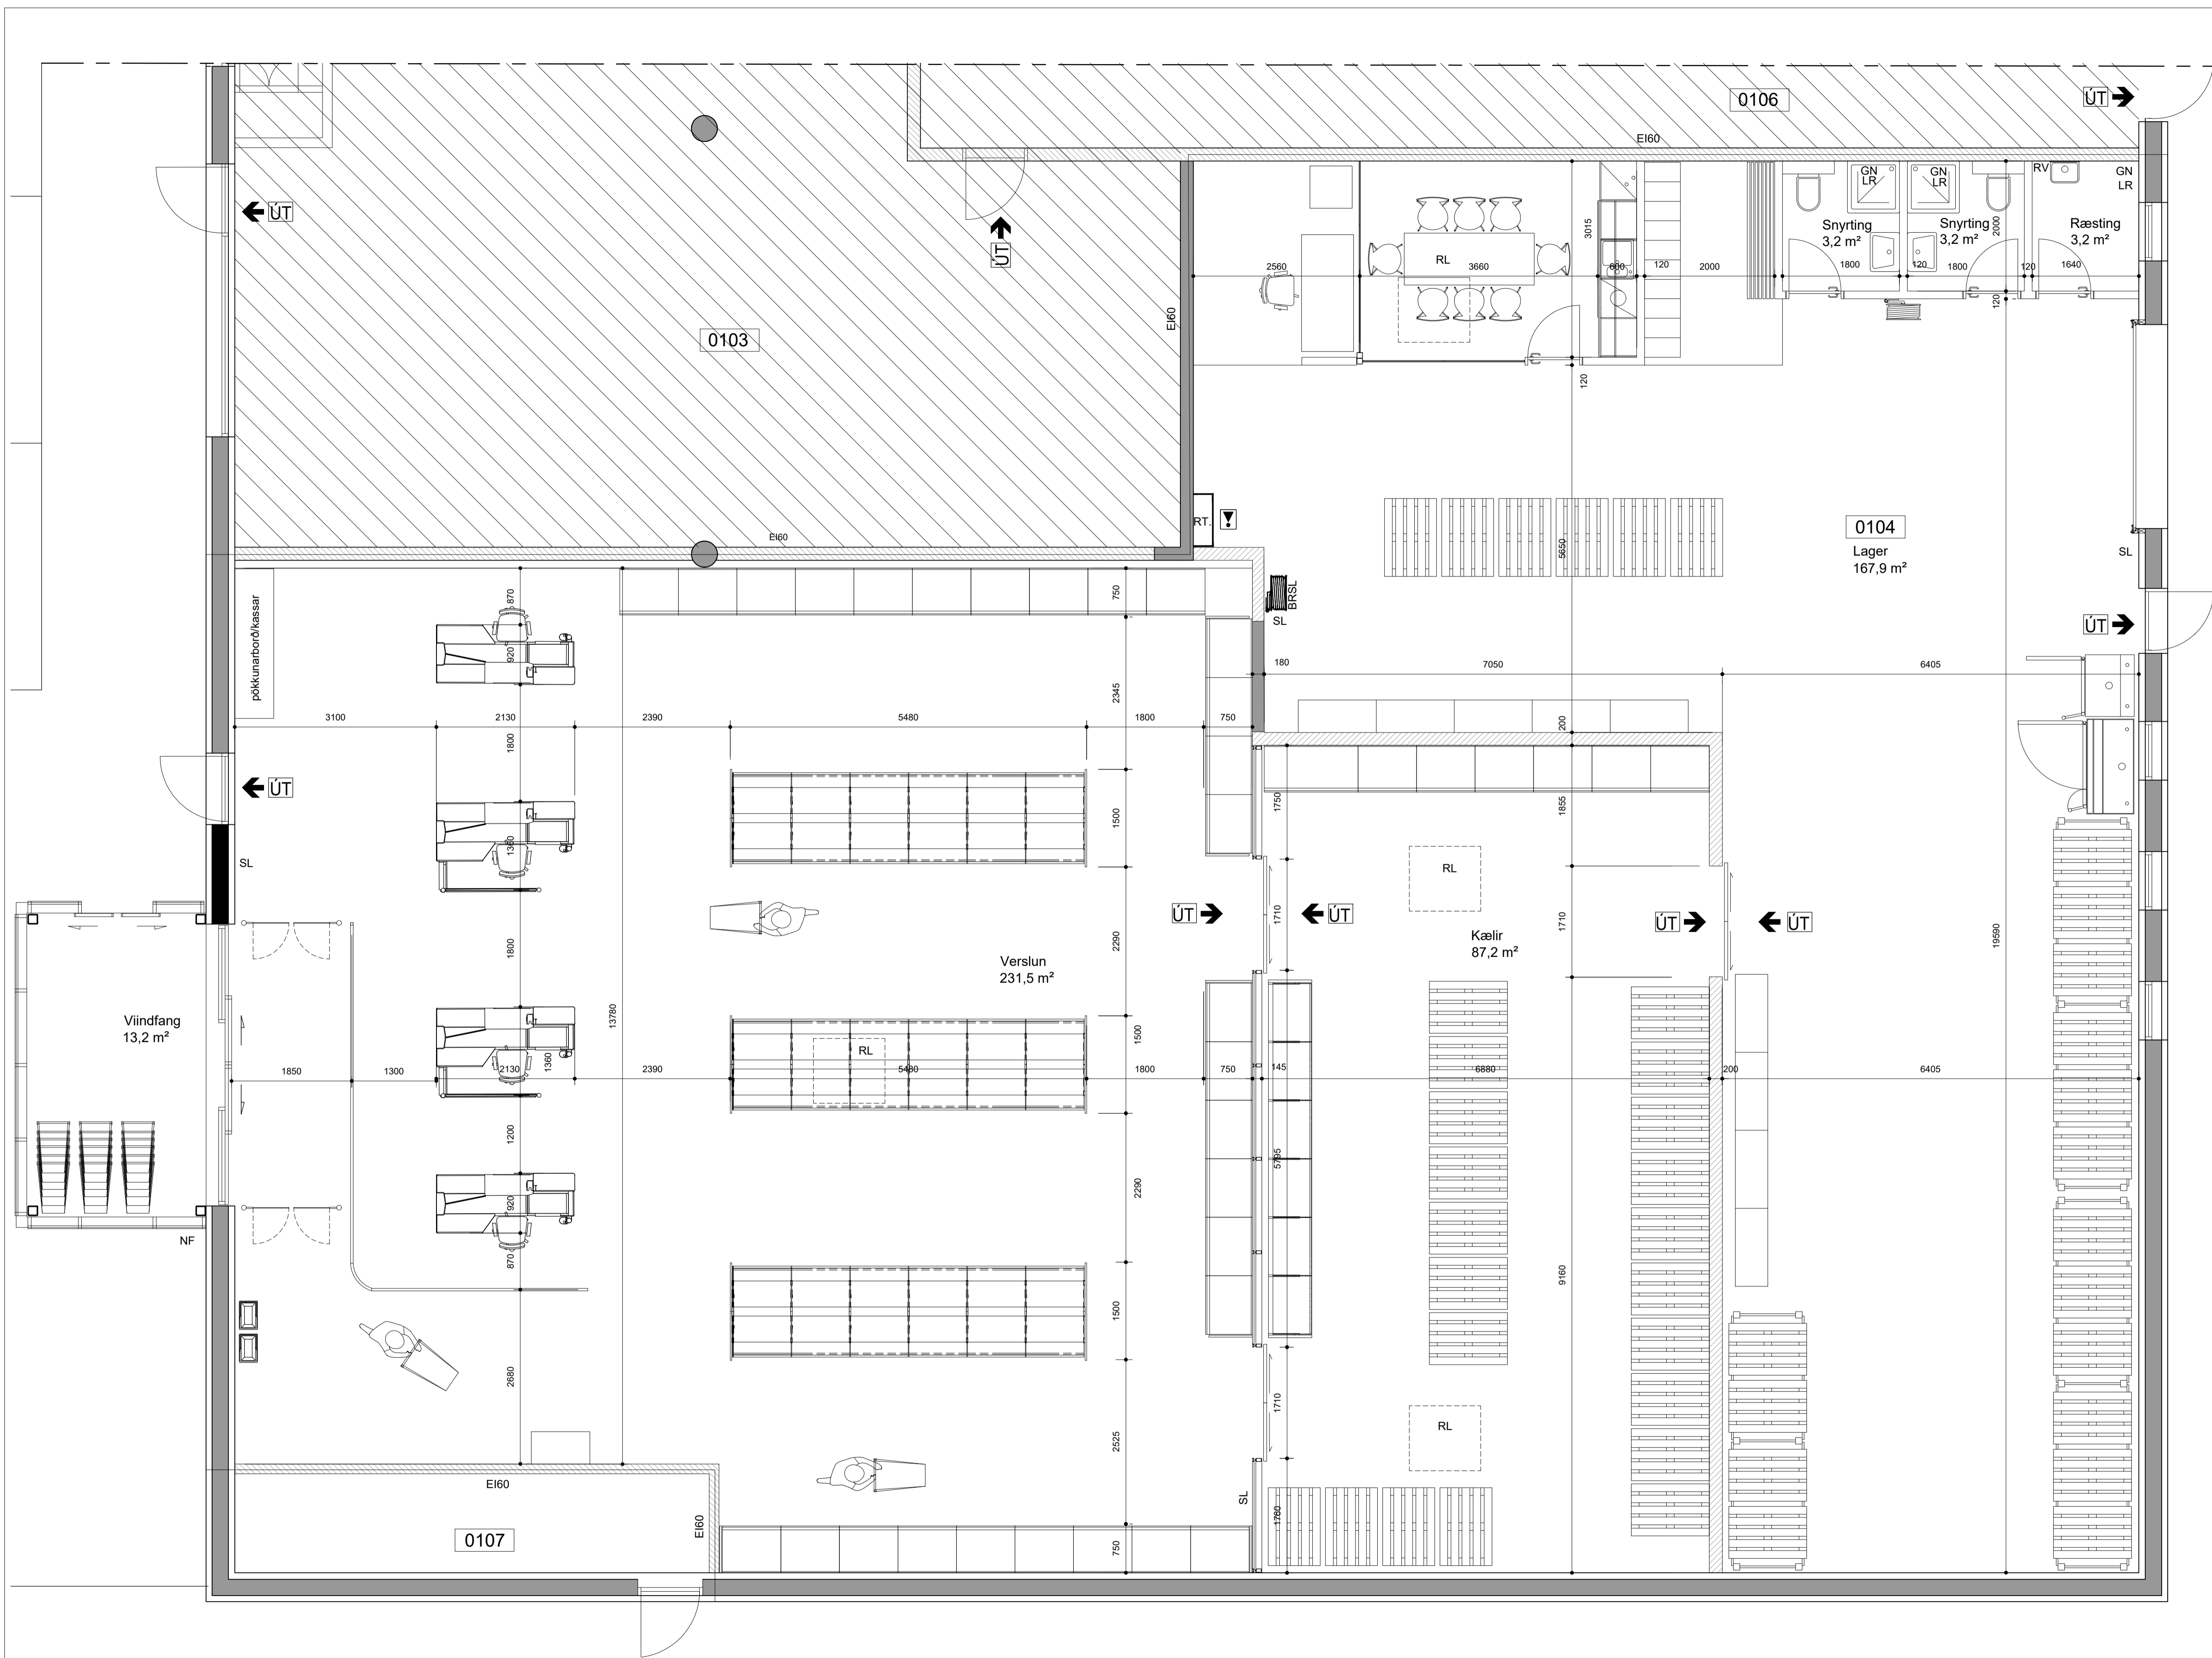 0106
ÚT
EI60
ÚT
ÚT
0103
EI60
EI60
RL
2560
3660
600
120
2000
3015
120
GN
LR
GN
LR
RV
GN
LR
Snyrting
3,2 m²
Snyrting
3,2 m²
2000
Ræsting
3,2 m²
1800
120
1800
120
1640
120
RT.
0104
Lager
167,9 m²
5650
SL
BRSL
SL
ÚT
180
7050
6405
pökkunarborð/kassar
870
920
750
2345
3100
2130
2390
5480
1800
750
200
1800
ÚT
1360
1500
1750
1855
SL
RL
1800
2290
ÚT
ÚT
1710
1710
ÚT
ÚT
19590
Kælir
87,2 m²
Verslun
231,5 m²
13780
Viindfang
13,2 m²
1500
RL
1360
1850
1300
2130
2390
5480
1800
750
145
6880
200
6405
1200
5795
920
2290
NF
870
9160
1500
2680
1710
2525
RL
EI60
SL
1760
0107
EI60
750